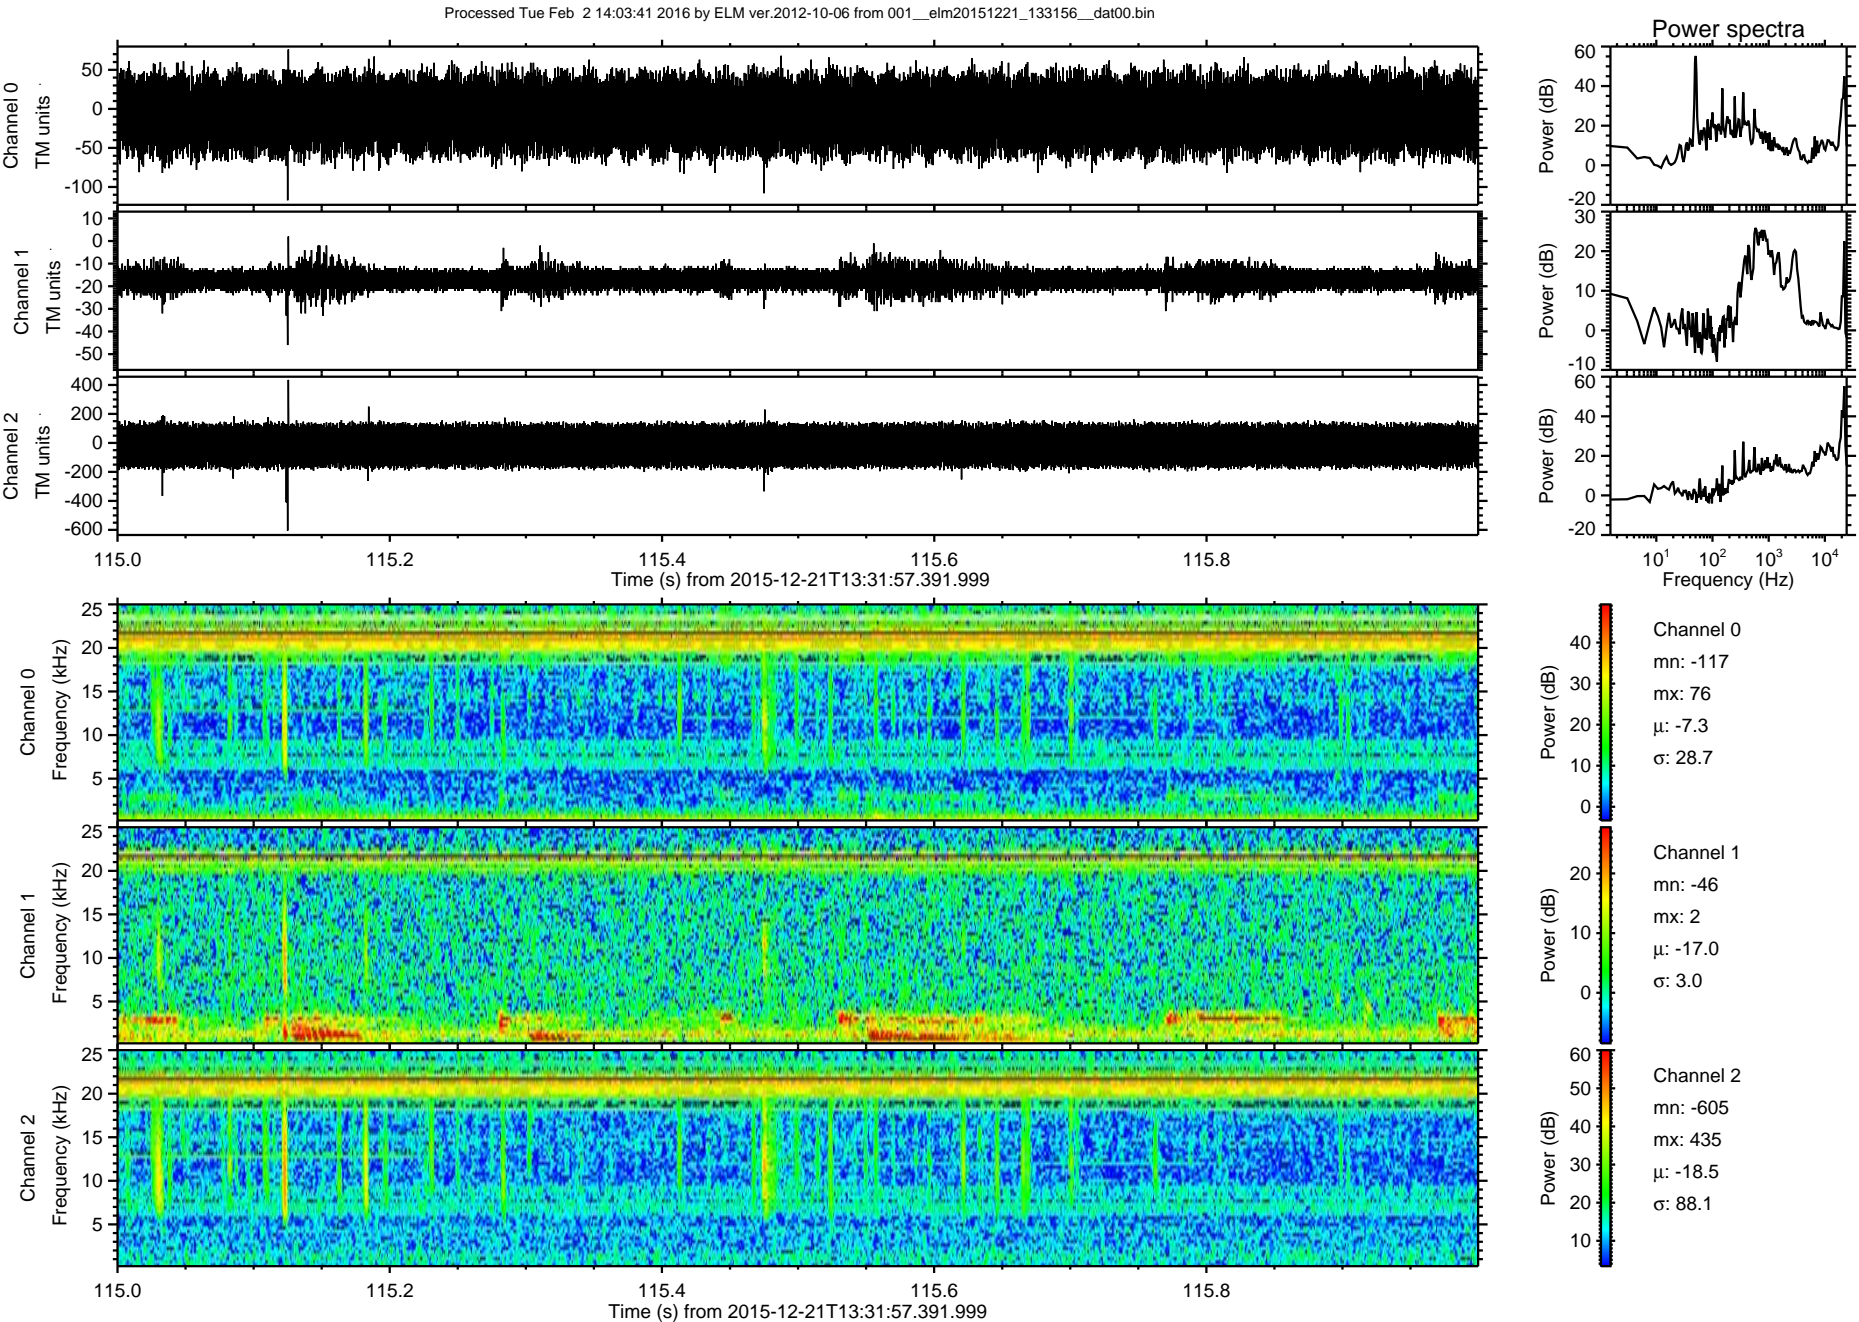 Processed Tue Feb  2 14:03:41 2016 by ELM ver.2012-10-06 from 001__elm20151221_133156__dat00.bin
Power spectra
Channel 0
TM units
50
0
-50
-100
Power (dB)
60
40
20
0
-20
Channel 1
TM units
10
0
-10
-20
-30
-40
-50
Power (dB)
30
20
10
0
-10
Channel 2
TM units
400
200
0
-200
-400
-600
Power (dB)
60
40
20
0
-20
115.0 115.2 115.4 115.6 115.8
Time (s) from 2015-12-21T13:31:57.391.999
10^1 10^2 10^3 10^4
Frequency (Hz)
Channel 0
Frequency (kHz)
25
20
15
10
5
Power (dB)
40
30
20
10
0
Channel 0
mn: -117
mx: 76
μ: -7.3
σ: 28.7
Channel 1
Frequency (kHz)
25
20
15
10
5
Power (dB)
20
10
0
Channel 1
mn: -46
mx: 2
μ: -17.0
σ: 3.0
Channel 2
Frequency (kHz)
25
20
15
10
5
Power (dB)
60
50
40
30
20
10
Channel 2
mn: -605
mx: 435
μ: -18.5
σ: 88.1
115.0 115.2 115.4 115.6 115.8
Time (s) from 2015-12-21T13:31:57.391.999